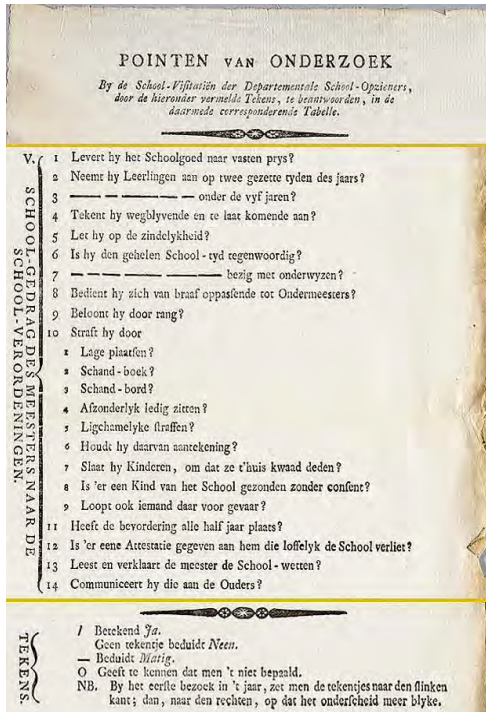 POINTEN VAN ONDERZOEK
By de School-Visitatiën der Departementale School-Opzieners,
door de hieronder vermelde Tekens, te beantwoorden, in de
daarmede corresponderende Tabelle.
V.
SCHOOL-GEDRAG DES MEESTERS NAAR DE
SCHOOL-VERORDENINGEN.
1 Levert hy het Schoolgoed naar vasten prys?
2 Neemt hy Leerlingen aan op twee gezette tyden des jaars?
3 — — — — — — onder de vyf jaren?
4 Tekent hy wegblyvende en te laat komende aan?
5 Let hy op de zindelykheid?
6 Is hy den gehelen School-tyd tegenwoordig?
7 — — — — — — — bezig met onderwyzen?
8 Bedient hy zich van braaf oppassende tot Ondermeesters?
9 Beloont hy door rang?
10 Straft hy door
1 Lage plaatsen?
2 Schand-boek?
3 Schand-bord?
4 Afzonderlyk ledig zitten?
5 Ligchamelyke straffen?
6 Houdt hy daarvan aantekening?
7 Slaat hy Kinderen, om dat ze t'huis kwaad deden?
8 Is 'er een Kind van het School gezonden zonder consent?
9 Loopt ook iemand daar voor gevaar?
11 Heeft de bevordering alle half jaar plaats?
12 Is 'er eene Attestatie gegeven aan hem die loffelyk de School verliet?
13 Leest en verklaart de meester de School-wetten?
14 Communiceert hy die aan de Ouders?
TEKENS.
/ Betekend Ja.
Geen tekentje beduidt Neen.
— Beduidt Matig.
O Geeft te kennen dat men 't niet bepaald.
NB. By het eerste bezoek in 't jaar, zet men de tekentjes naar den slinken
kant; dan, naar den rechten, op dat het onderscheid meer blyke.